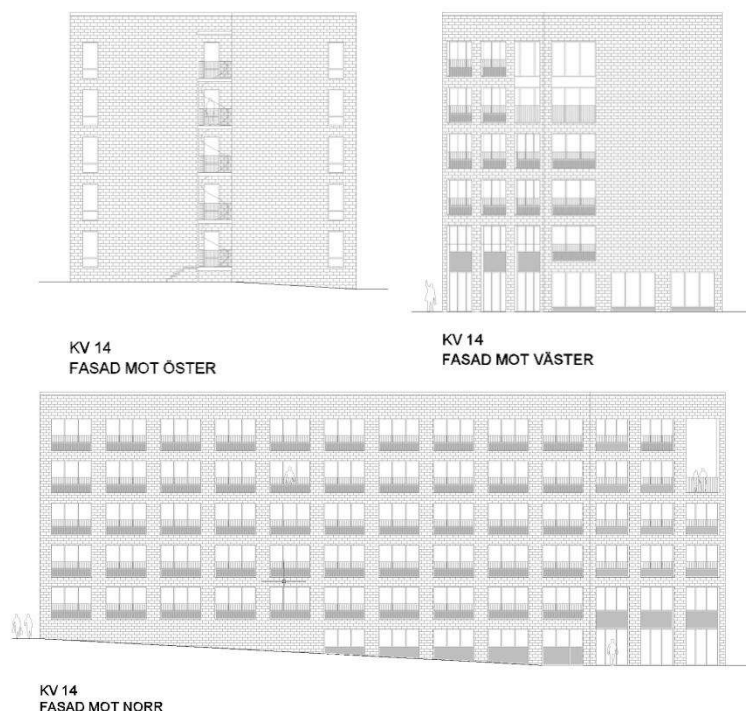 KV 14
FASAD MOT ÖSTER
KV 14
FASAD MOT VÄSTER
KV 14
FASAD MOT NORR